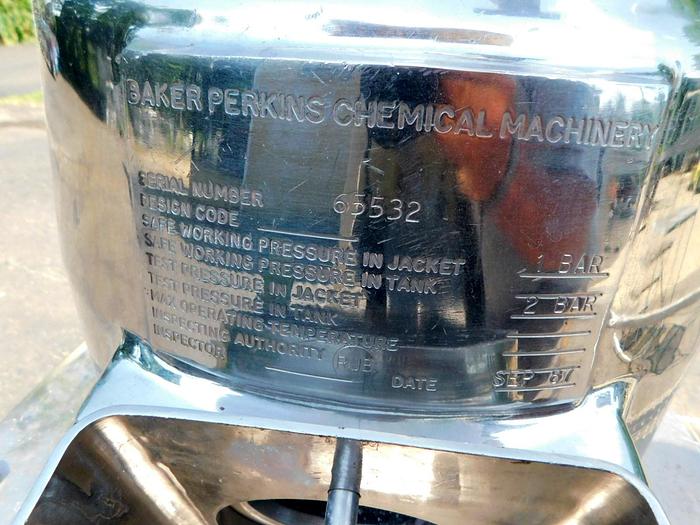 BAKER PERKINS CHEMICAL MACHINERY
SERIAL NUMBER 65532
DESIGN CODE
SAFE WORKING PRESSURE IN JACKET 1 BAR
SAFE WORKING PRESSURE IN TANK
TEST PRESSURE IN JACKET 2 BAR
TEST PRESSURE IN TANK
MAX OPERATING TEMPERATURE
INSPECTING AUTHORITY
INSPECTOR DATE SEP 67